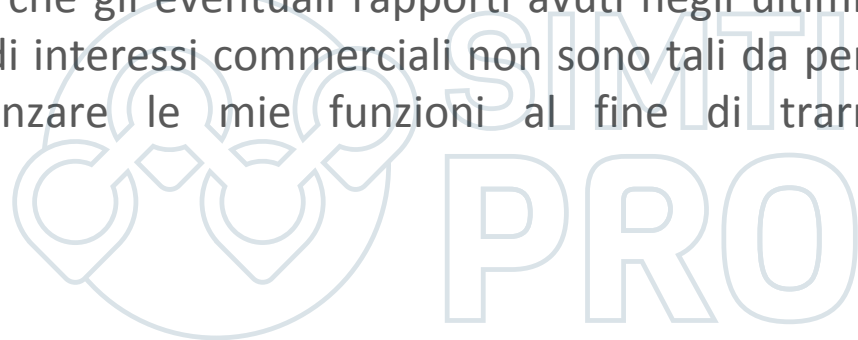 che gli eventuali rapporti avuti negli ultimi
di interessi commerciali non sono tali da per
nzare le mie funzioni al fine di trar
SIMTI
PRO